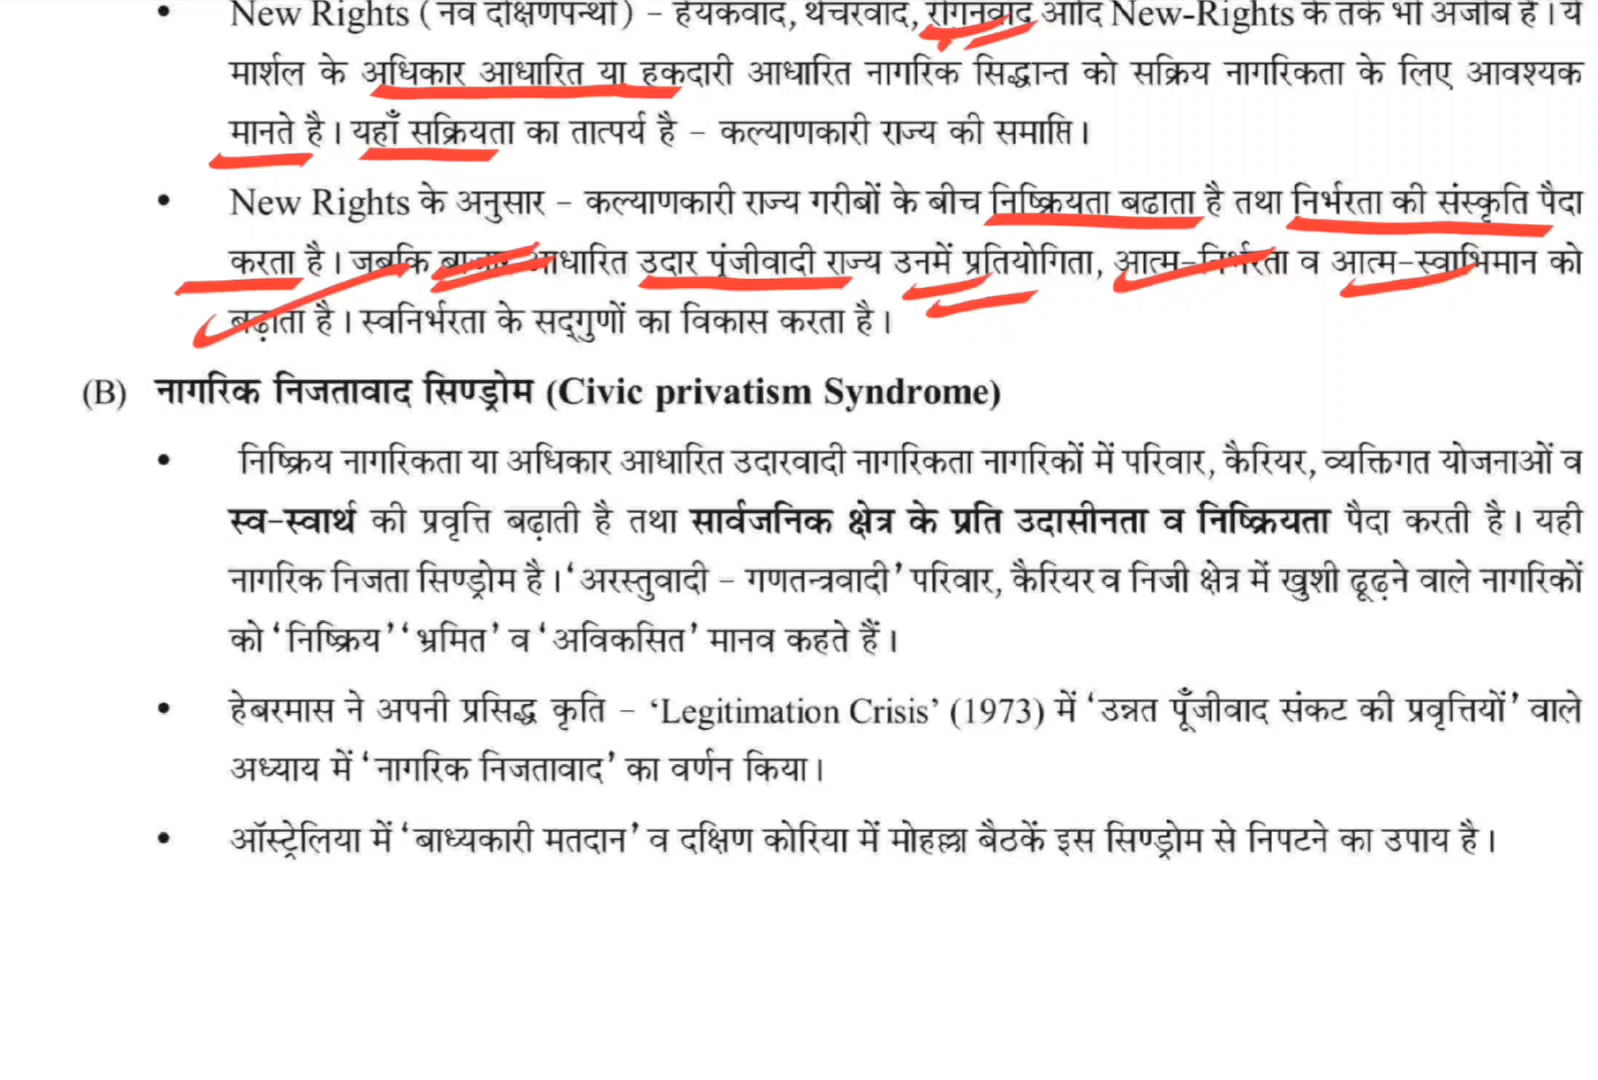 • New Rights (नव दक्षिणपन्थी) – हेयकवाद, थैचरवाद, रीगनवाद आदि New-Rights के तर्क भी अजीब है। ये
मार्शल के अधिकार आधारित या हकदारी आधारित नागरिक सिद्धान्त को सक्रिय नागरिकता के लिए आवश्यक
मानते है। यहाँ सक्रियता का तात्पर्य है – कल्याणकारी राज्य की समाप्ति।
• New Rights के अनुसार – कल्याणकारी राज्य गरीबों के बीच निष्क्रियता बढाता है तथा निर्भरता की संस्कृति पैदा
करता है। जबकि बाजार आधारित उदार पूंजीवादी राज्य उनमें प्रतियोगिता, आत्म-निर्भरता व आत्म-स्वाभिमान को
बढ़ाता है। स्वनिर्भरता के सद्‌गुणों का विकास करता है।
(B) नागरिक निजतावाद सिण्ड्रोम (Civic privatism Syndrome)
• निष्क्रिय नागरिकता या अधिकार आधारित उदारवादी नागरिकता नागरिकों में परिवार, कैरियर, व्यक्तिगत योजनाओं व
स्व-स्वार्थ की प्रवृत्ति बढ़ाती है तथा सार्वजनिक क्षेत्र के प्रति उदासीनता व निष्क्रियता पैदा करती है। यही
नागरिक निजता सिण्ड्रोम है। ‘अरस्तुवादी – गणतन्त्रवादी’ परिवार, कैरियर व निजी क्षेत्र में खुशी ढूढ़ने वाले नागरिकों
को ‘निष्क्रिय’ ‘भ्रमित’ व ‘अविकसित’ मानव कहते हैं।
• हेबरमास ने अपनी प्रसिद्ध कृति – ‘Legitimation Crisis’ (1973) में ‘उन्नत पूँजीवाद संकट की प्रवृत्तियों’ वाले
अध्याय में ‘नागरिक निजतावाद’ का वर्णन किया।
• ऑस्ट्रेलिया में ‘बाध्यकारी मतदान’ व दक्षिण कोरिया में मोहल्ला बैठकें इस सिण्ड्रोम से निपटने का उपाय है।